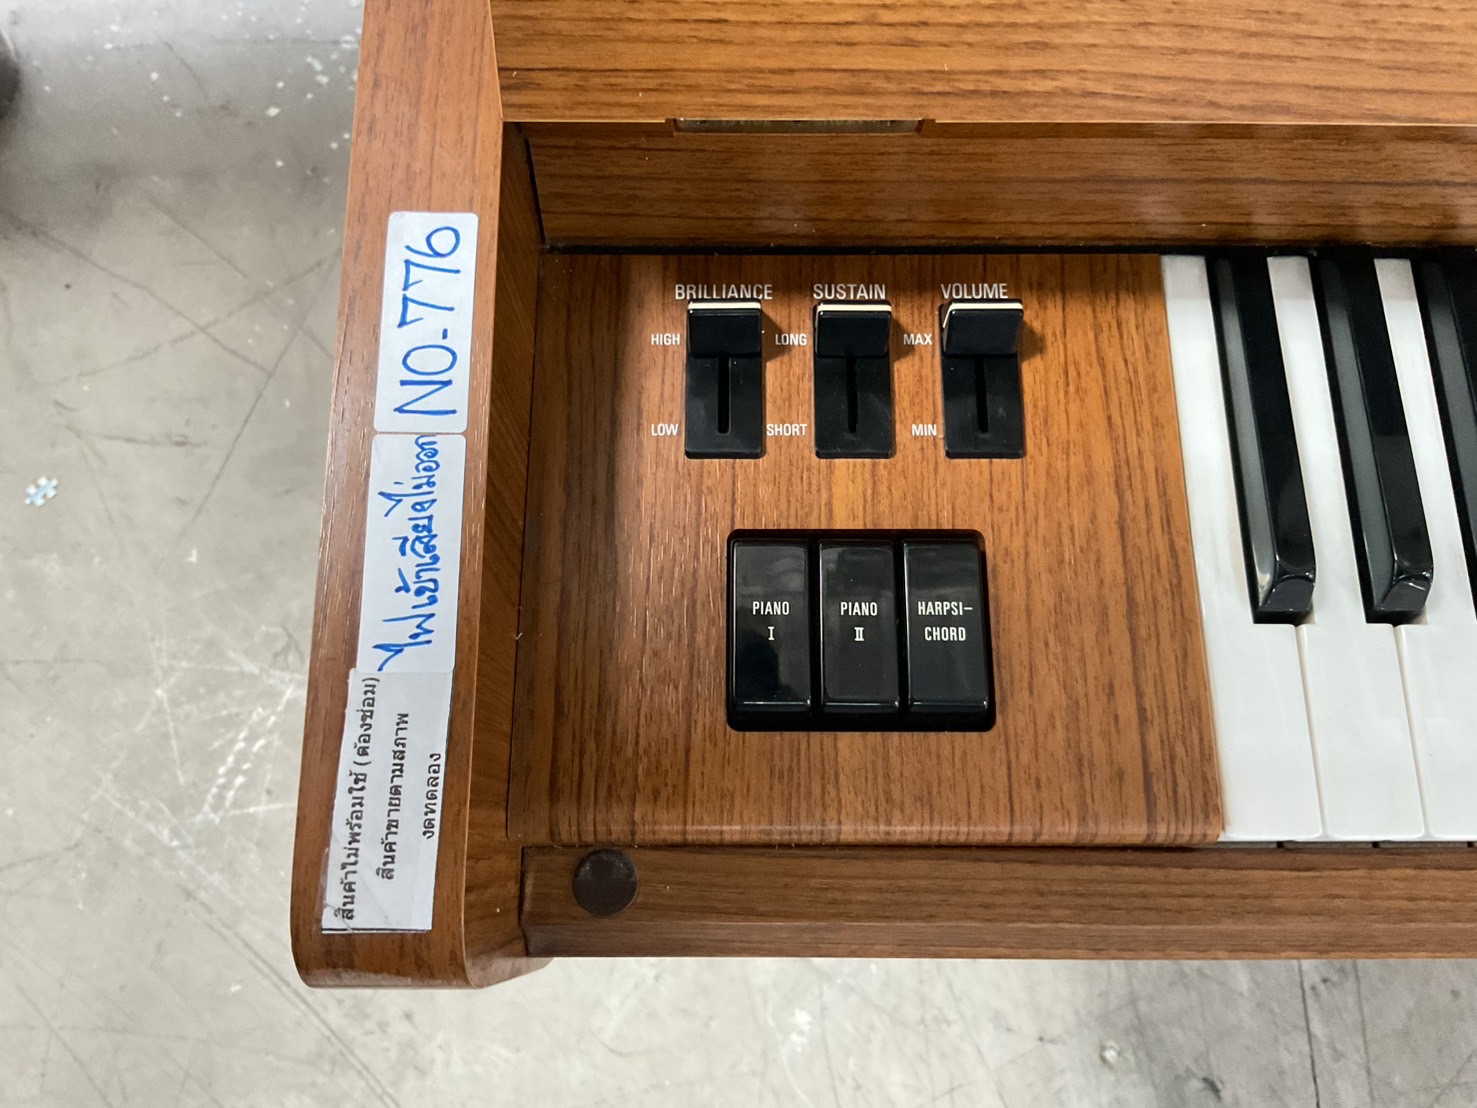 NO-776
ไฟเข้าเสียงไม่ออก
สินค้าไม่พร้อมใช้ (ต้องซ่อม)
สินค้าขายตามสภาพ
งดทดลอง
BRILLIANCE SUSTAIN VOLUME
HIGH LONG MAX
LOW SHORT MIN
PIANO I
PIANO II
HARPSI-
CHORD